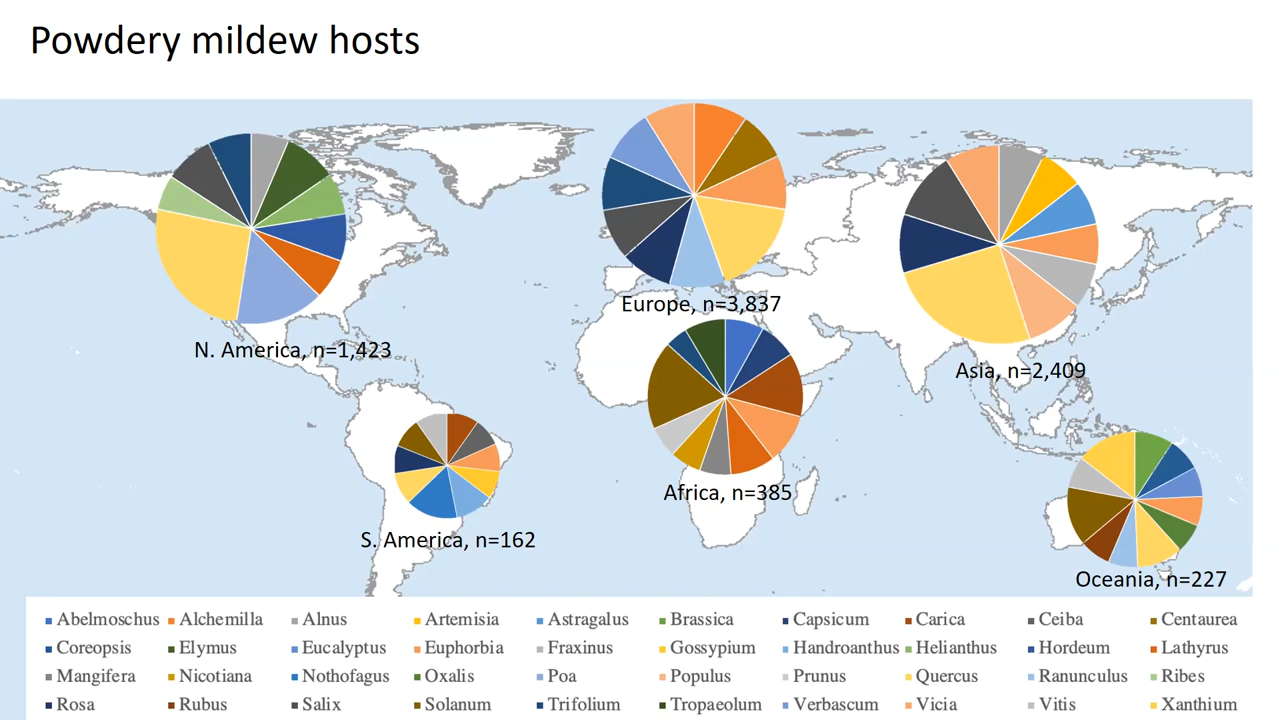 Powdery mildew hosts
Europe, n=3,837
N. America, n=1,423
Asia, n=2,409
Africa, n=385
S. America, n=162
Oceania, n=227
Abelmoschus Alchemilla Alnus Artemisia Astragalus Brassica Capsicum Carica Ceiba Centaurea
Coreopsis Elymus Eucalyptus Euphorbia Fraxinus Gossypium Handroanthus Helianthus Hordeum Lathyrus
Mangifera Nicotiana Nothofagus Oxalis Poa Populus Prunus Quercus Ranunculus Ribes
Rosa Rubus Salix Solanum Trifolium Tropaeolum Verbascum Vicia Vitis Xanthium